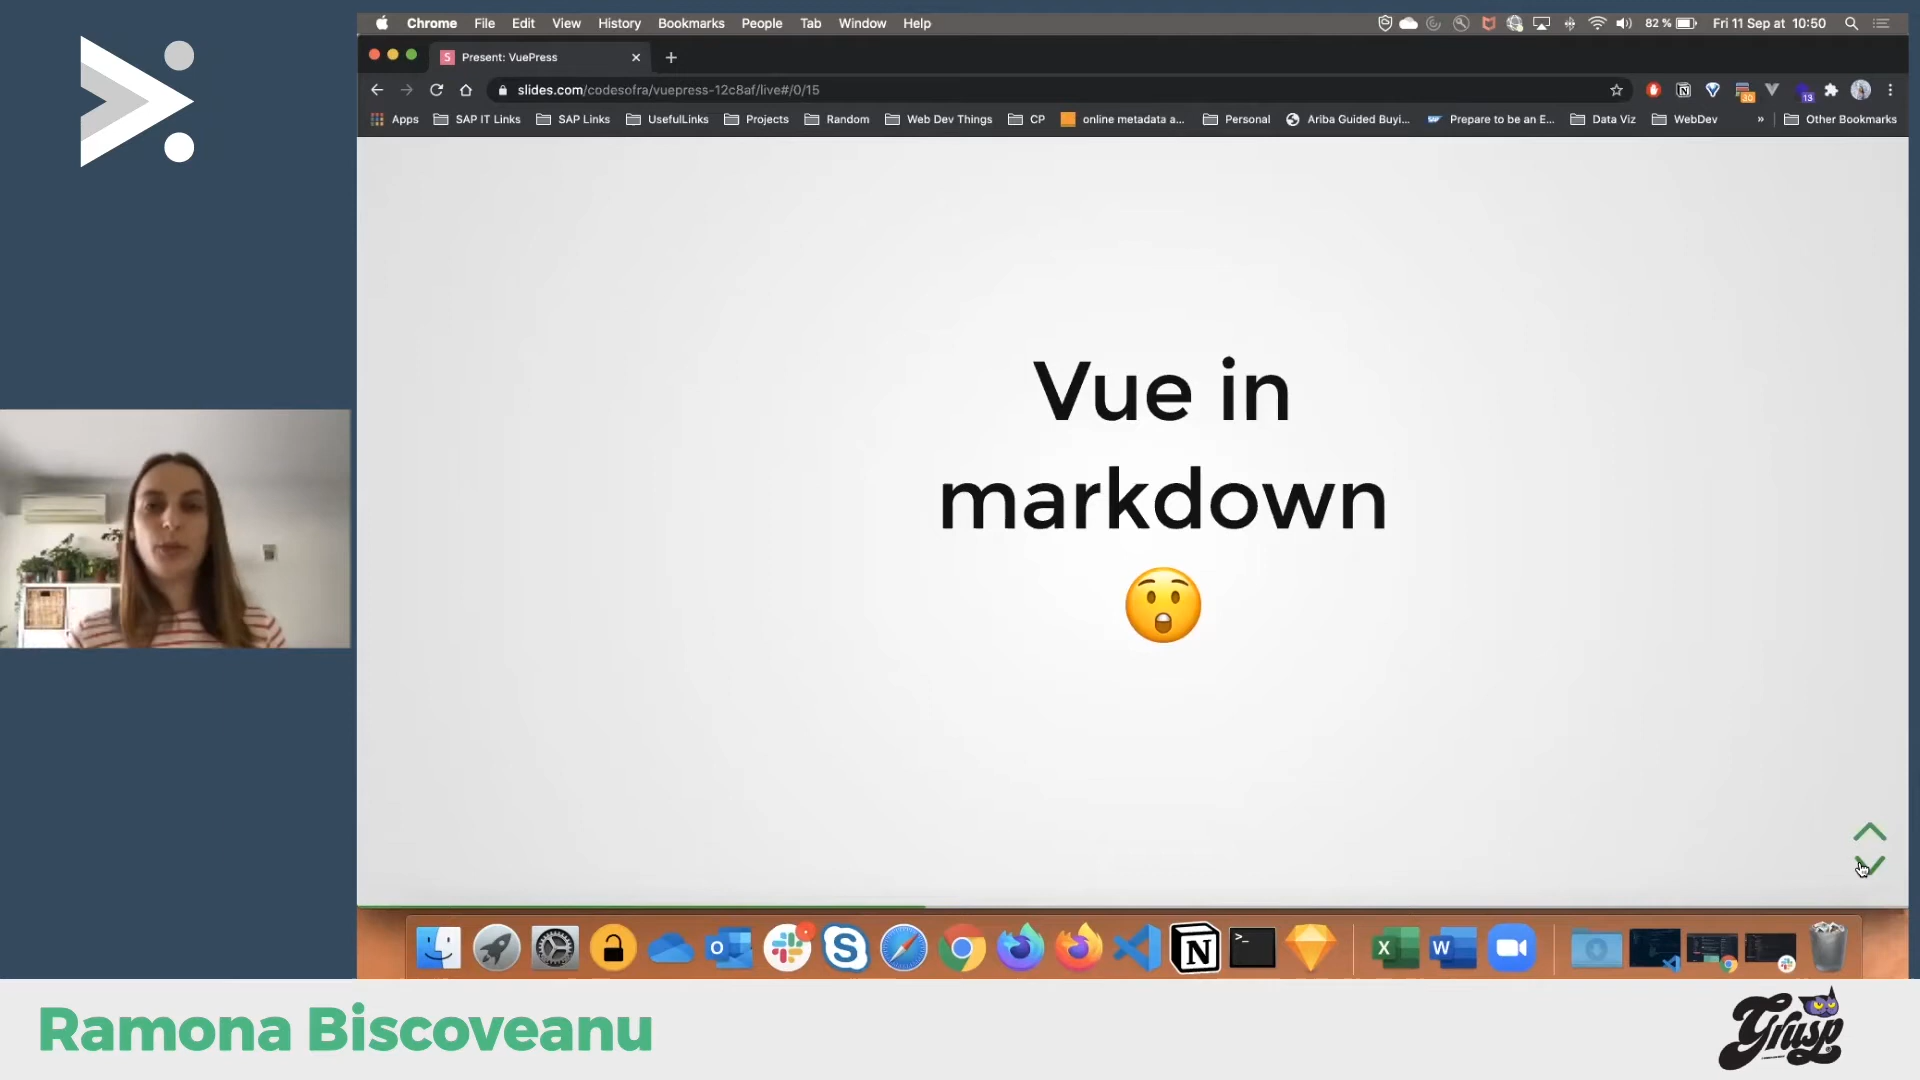 Chrome File Edit View History Bookmarks People Tab Window Help
82 % Fri 11 Sep at 10:50
Present: VuePress
slides.com/codesofra/vuepress-12c8af/live#/0/15
30
13
Apps SAP IT Links SAP Links UsefulLinks Projects Random Web Dev Things CP online metadata a... Personal Ariba Guided Buyi... Prepare to be an E... Data Viz WebDev » Other Bookmarks
Vue in
markdown
Ramona Biscoveanu
Grusp